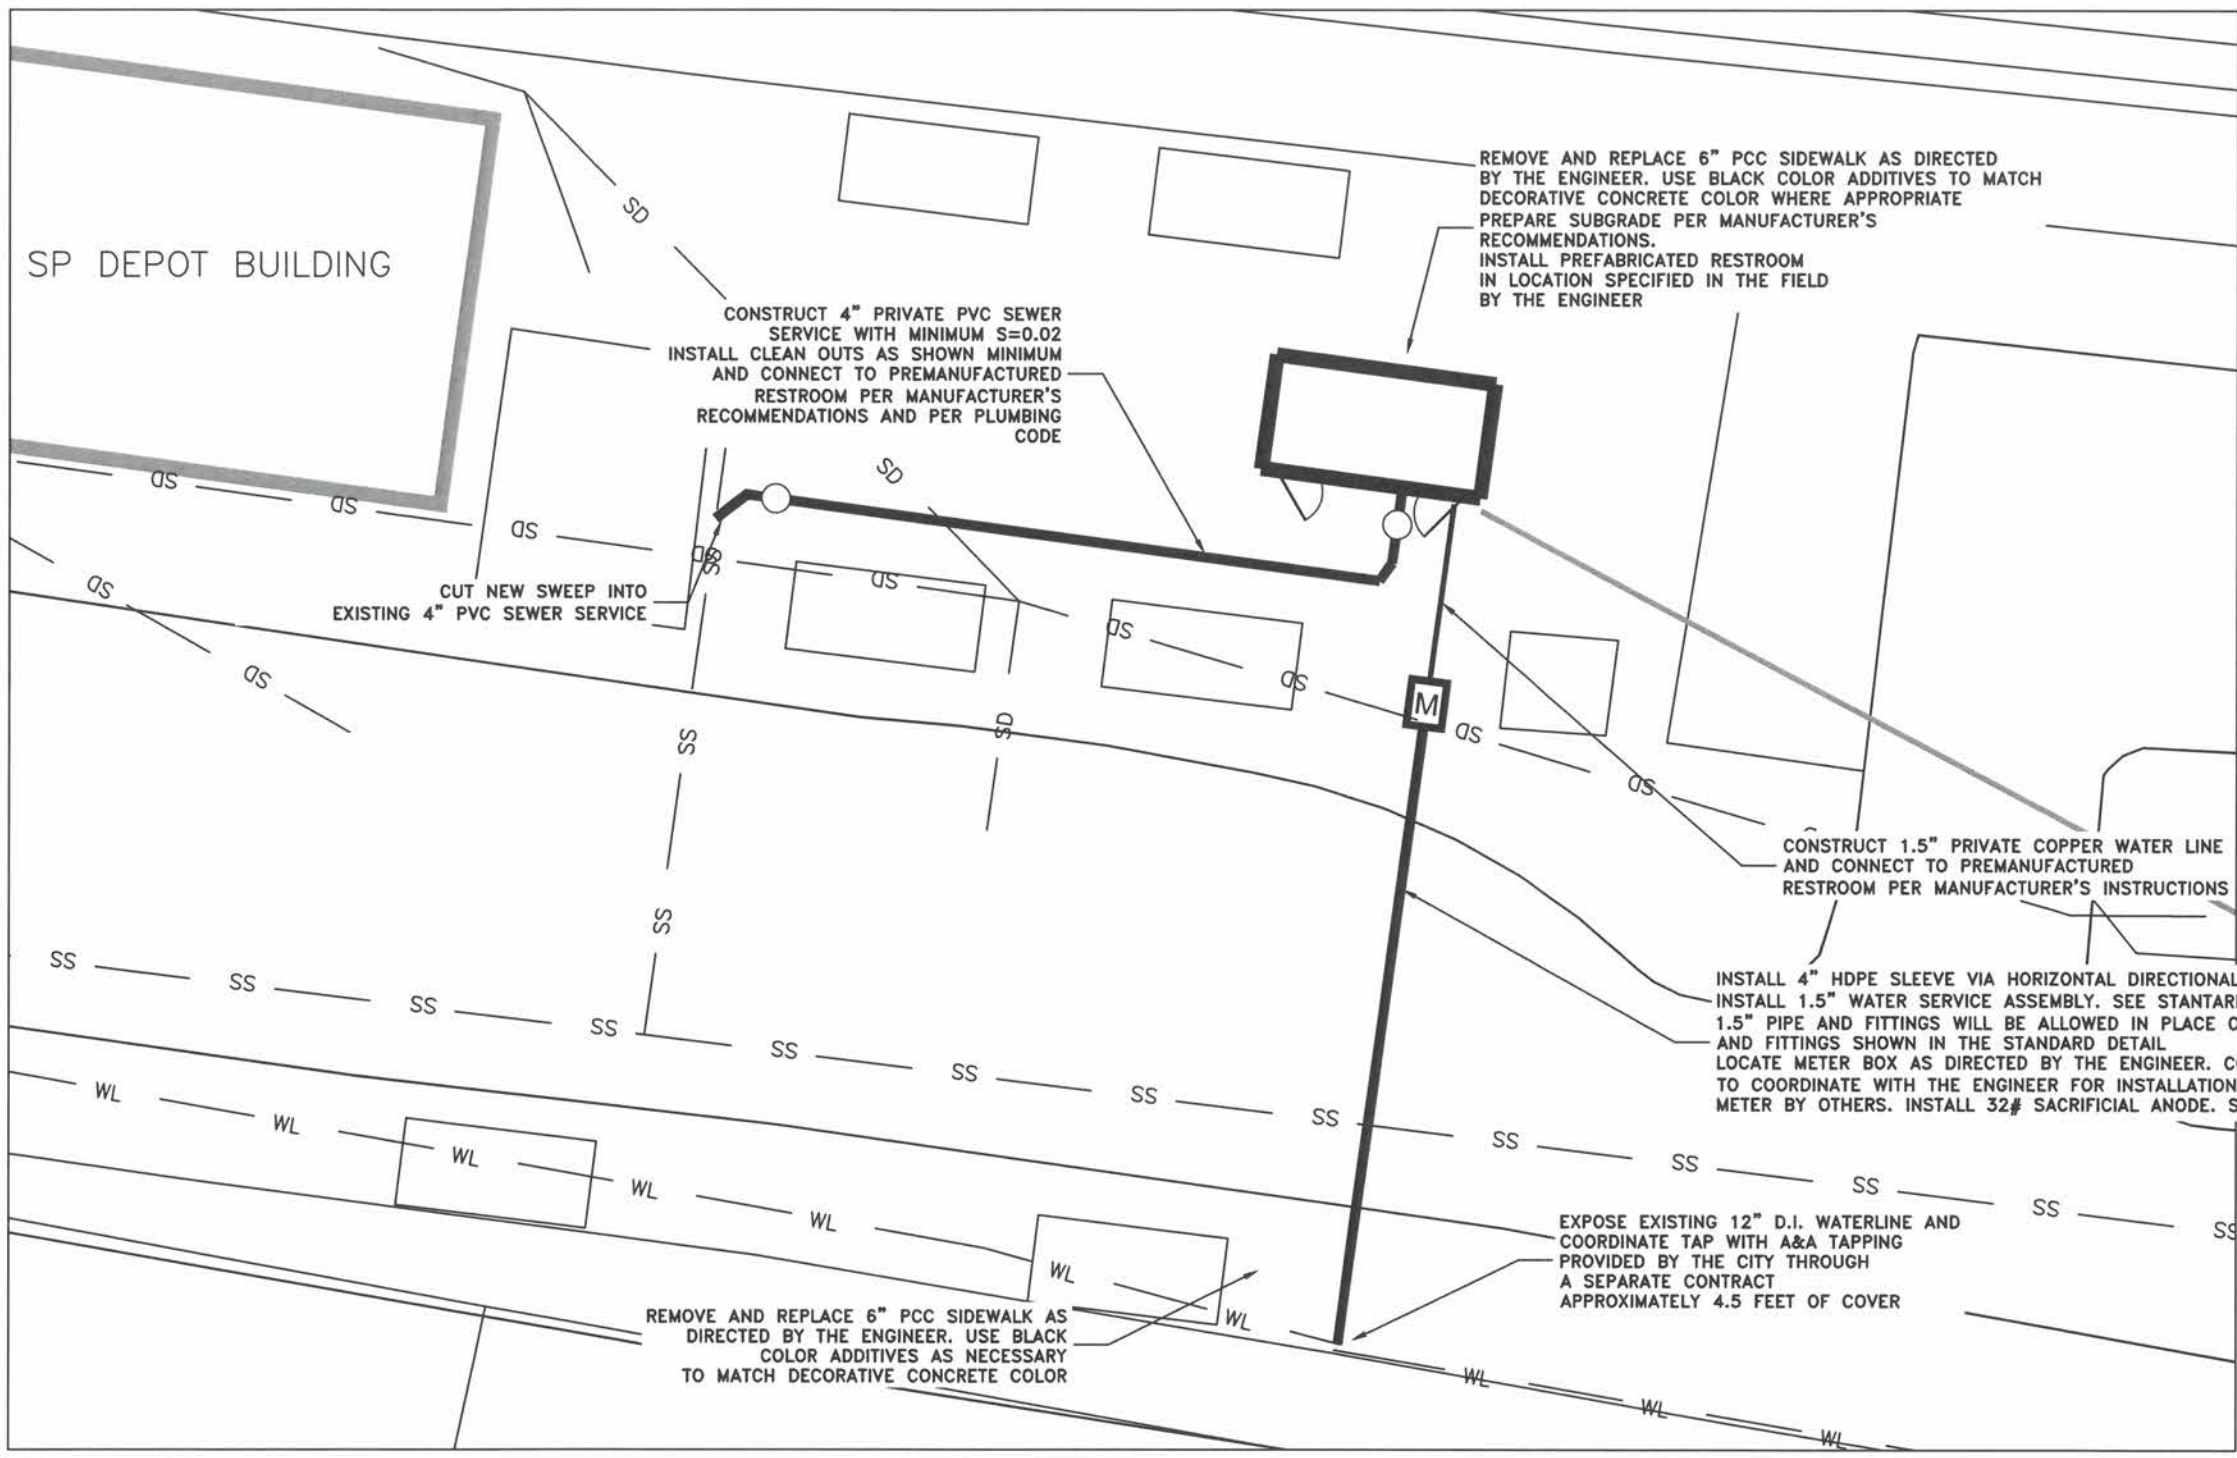 REMOVE AND REPLACE 6" PCC SIDEWALK AS DIRECTED
BY THE ENGINEER. USE BLACK COLOR ADDITIVES TO MATCH
DECORATIVE CONCRETE COLOR WHERE APPROPRIATE
PREPARE SUBGRADE PER MANUFACTURER'S
RECOMMENDATIONS.
INSTALL PREFABRICATED RESTROOM
IN LOCATION SPECIFIED IN THE FIELD
BY THE ENGINEER
SD
SP DEPOT BUILDING
CONSTRUCT 4" PRIVATE PVC SEWER
SERVICE WITH MINIMUM S=0.02
INSTALL CLEAN OUTS AS SHOWN MINIMUM
AND CONNECT TO PREMANUFACTURED
RESTROOM PER MANUFACTURER'S
RECOMMENDATIONS AND PER PLUMBING
CODE
SD
SD
SD
SD
SD
SS
SD
SD
CUT NEW SWEEP INTO
EXISTING 4" PVC SEWER SERVICE
SD
SD
SD
M
SD
SD
SS
SD
CONSTRUCT 1.5" PRIVATE COPPER WATER LINE
AND CONNECT TO PREMANUFACTURED
RESTROOM PER MANUFACTURER'S INSTRUCTIONS
SS
INSTALL 4" HDPE SLEEVE VIA HORIZONTAL DIRECTIONAL
INSTALL 1.5" WATER SERVICE ASSEMBLY. SEE
1.5" PIPE AND FITTINGS WILL BE ALLOWED IN PLACE
AND FITTINGS SHOWN IN THE STANDARD DETAIL
LOCATE METER BOX AS DIRECTED BY THE ENGINEER.
TO COORDINATE WITH THE ENGINEER FOR INSTALLATION
METER BY OTHERS. INSTALL 32# SACRIFICIAL ANODE.
SS
SS
SS
SS
SS
SS
SS
SS
SS
SS
SS
SS
SS
WL
WL
WL
WL
WL
WL
WL
WL
WL
WL
EXPOSE EXISTING 12" D.I. WATERLINE AND
COORDINATE TAP WITH A&A TAPPING
PROVIDED BY THE CITY THROUGH
A SEPARATE CONTRACT
APPROXIMATELY 4.5 FEET OF COVER
REMOVE AND REPLACE 6" PCC SIDEWALK AS
DIRECTED BY THE ENGINEER. USE BLACK
COLOR ADDITIVES AS NECESSARY
TO MATCH DECORATIVE CONCRETE COLOR